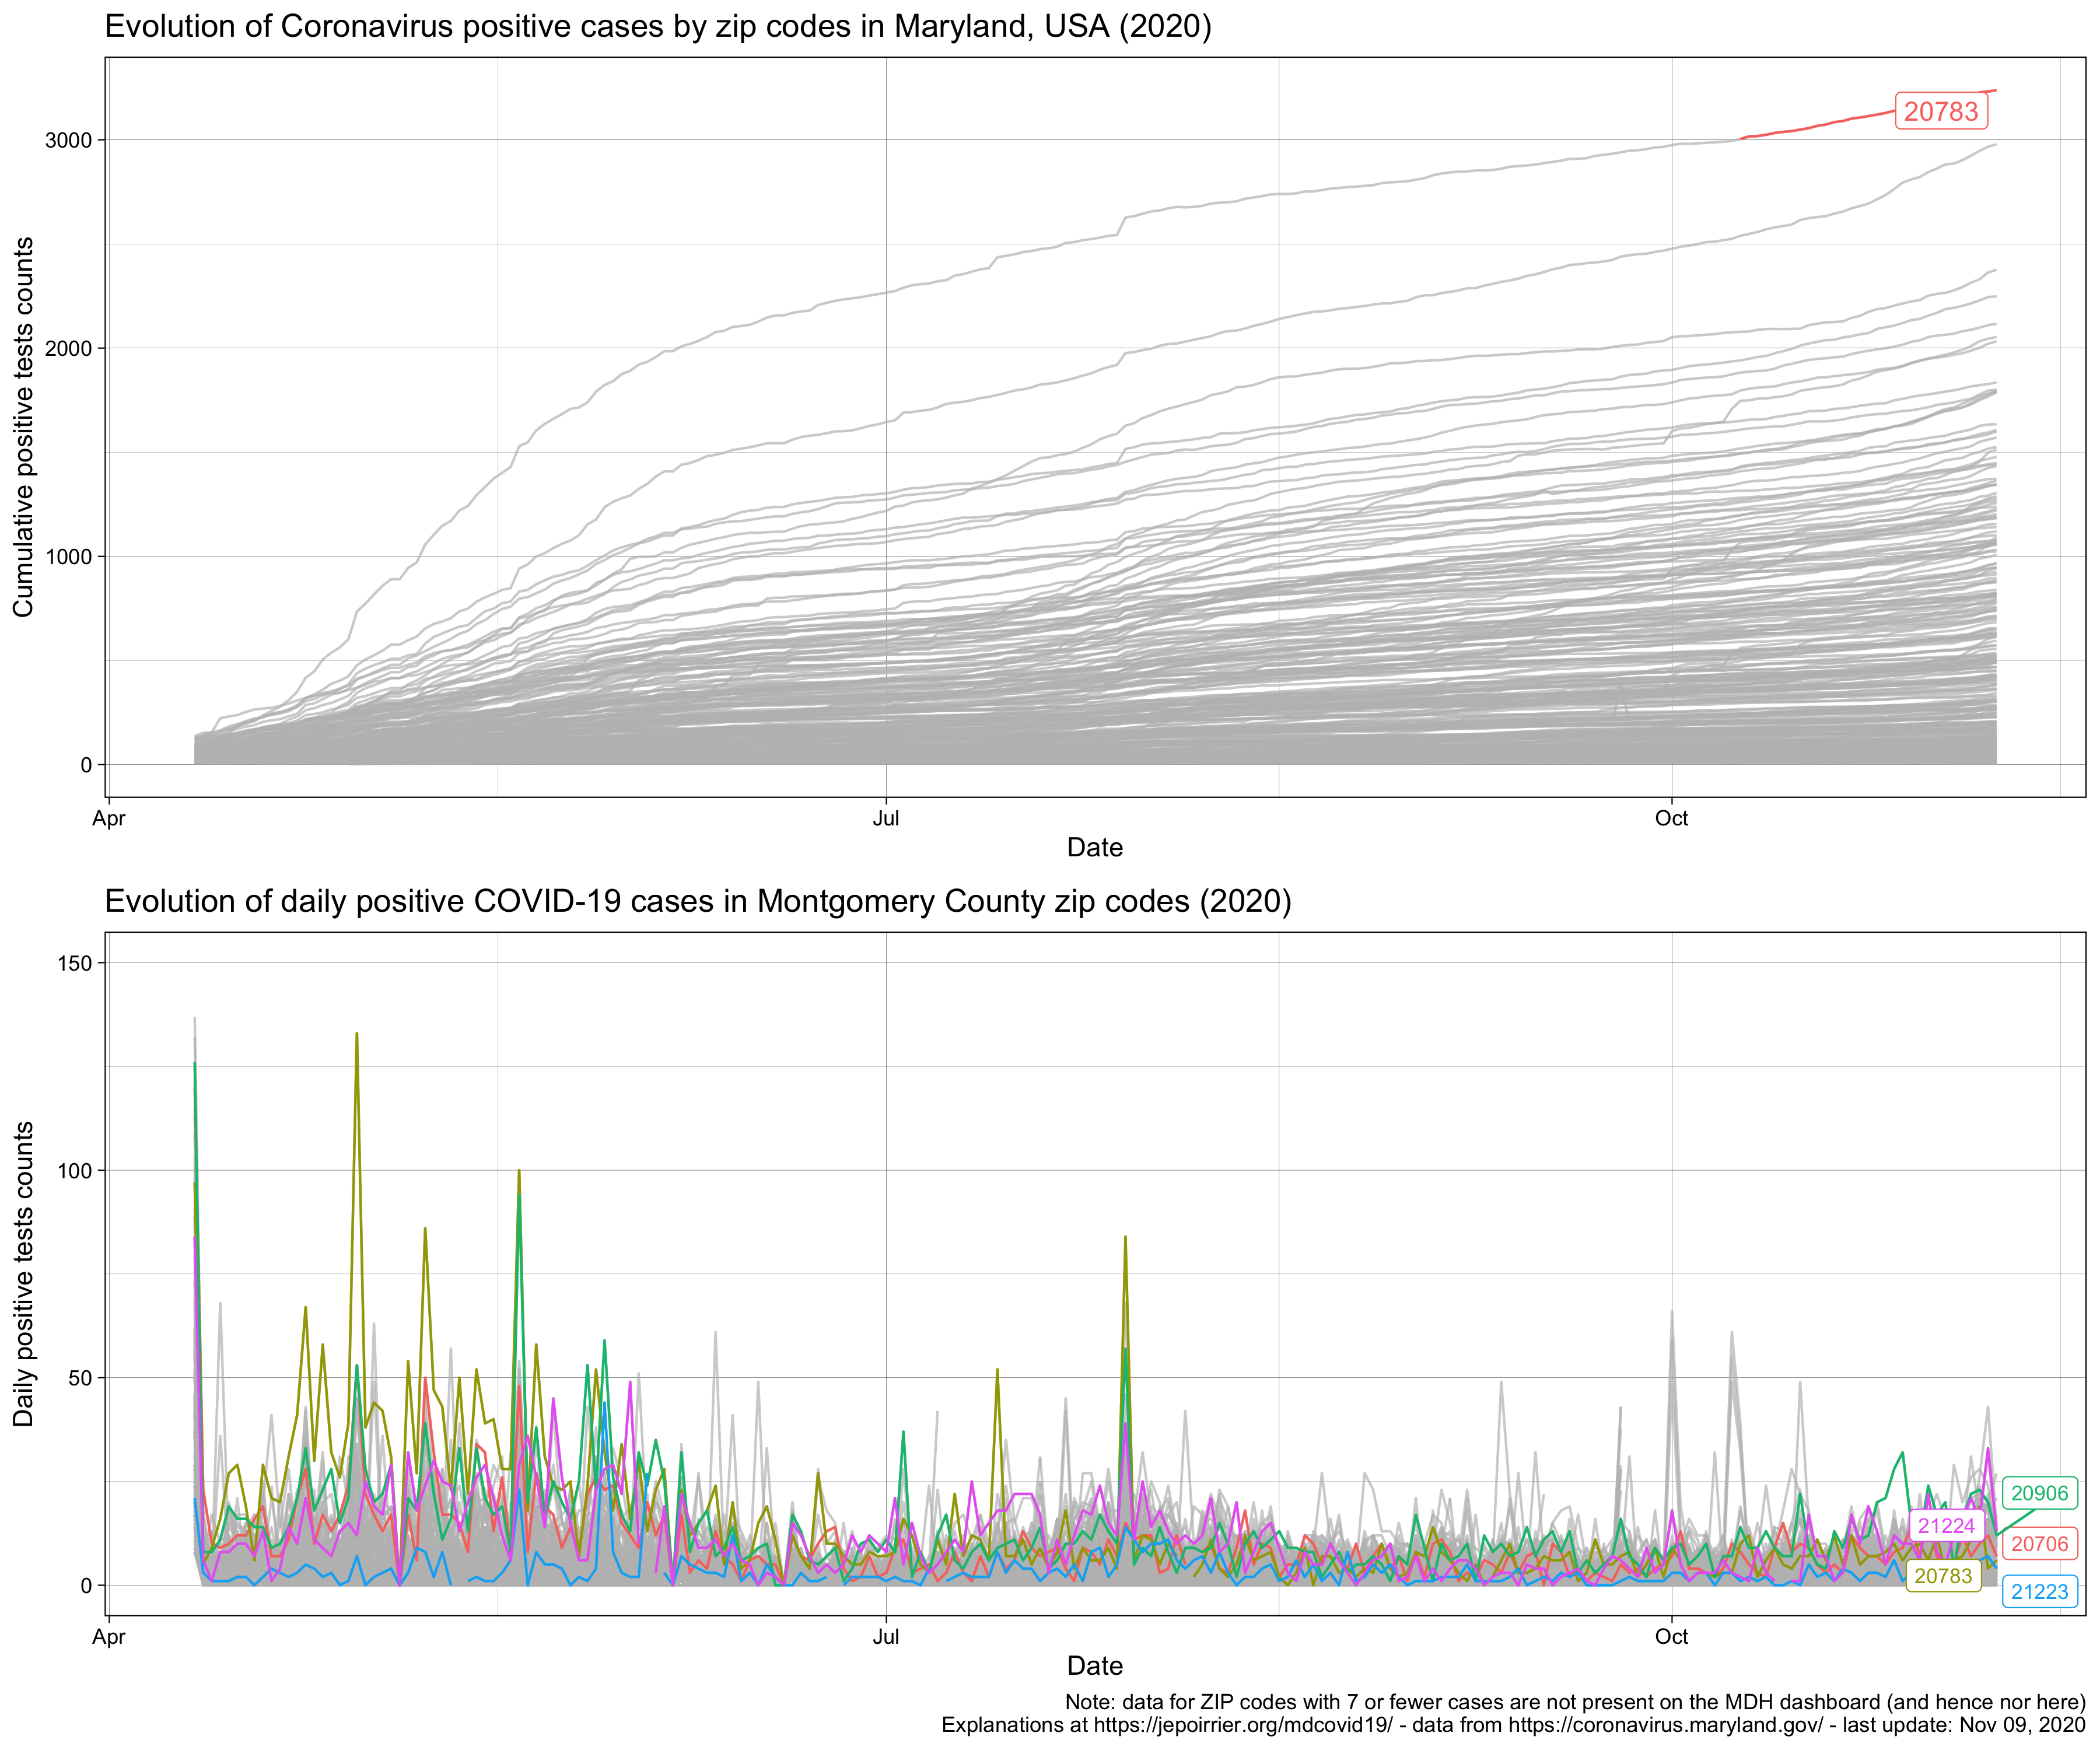 Evolution of Coronavirus positive cases by zip codes in Maryland, USA (2020)
20783
3000
2000
1000
0
Cumulative positive tests counts
Apr
Jul
Oct
Date
Evolution of daily positive COVID-19 cases in Montgomery County zip codes (2020)
150
100
50
0
Daily positive tests counts
20906
21224
20706
20783
21223
Apr
Jul
Oct
Date
Note: data for ZIP codes with 7 or fewer cases are not present on the MDH dashboard (and hence nor here)
Explanations at https://jepoirrier.org/mdcovid19/ - data from https://coronavirus.maryland.gov/ - last update: Nov 09, 2020